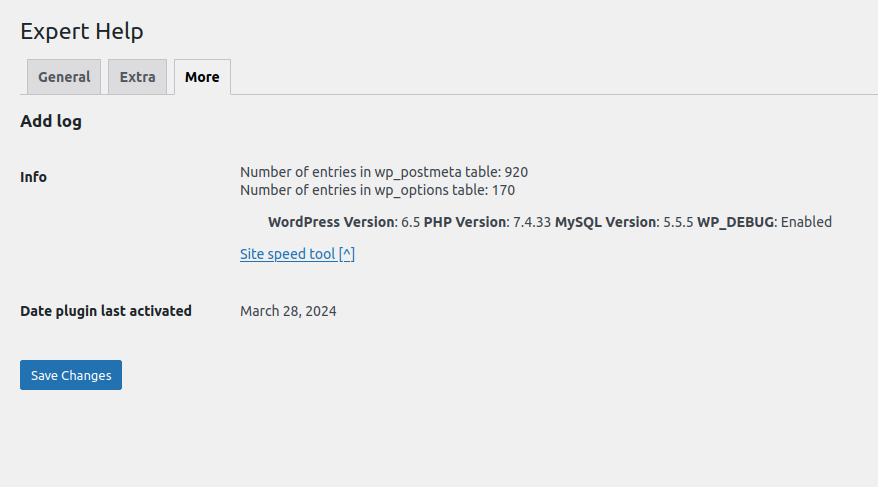 Expert Help
General Extra More
Add log
Info
Number of entries in wp_postmeta table: 920
Number of entries in wp_options table: 170
WordPress Version: 6.5 PHP Version: 7.4.33 MySQL Version: 5.5.5 WP_DEBUG: Enabled
Site speed tool [^]
Date plugin last activated March 28, 2024
Save Changes